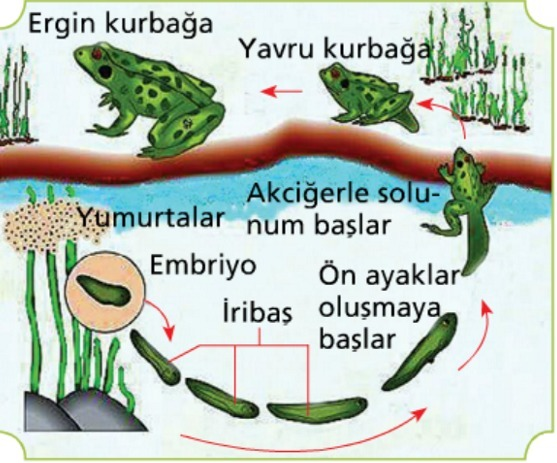 Ergin kurbağa
Yavru kurbağa
Akciğerle solu-
num başlar
Yumurtalar
Embriyo
İribaş
Ön ayaklar
oluşmaya
başlar